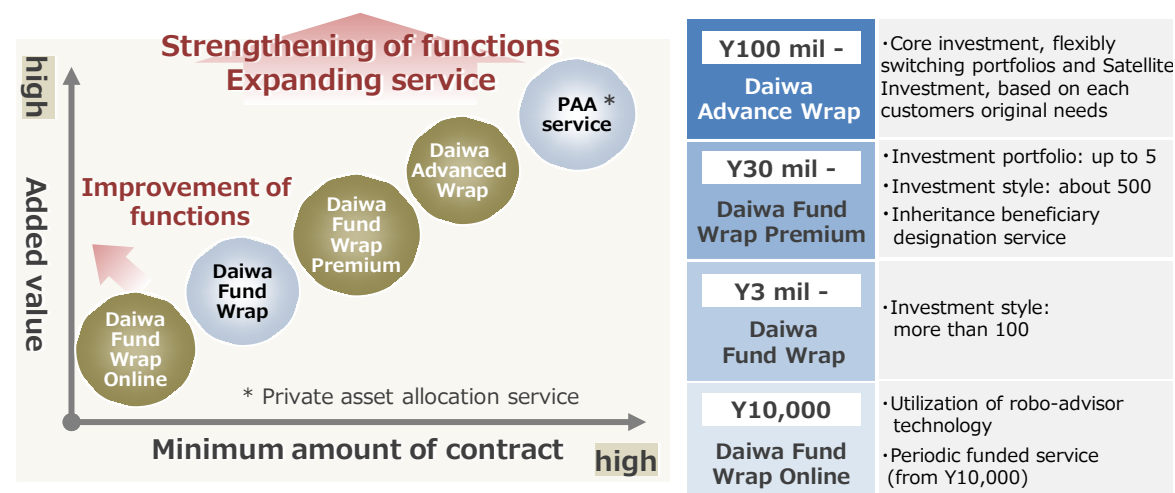 Strengthening of functions
Expanding service
high
Added value
Improvement of
functions
PAA *
service
Daiwa
Advanced
Wrap
Daiwa
Fund
Wrap
Premium
Daiwa
Fund
Wrap
Daiwa
Fund
Wrap
Online
* Private asset allocation service
Minimum amount of contract
high
Y100 mil -
Daiwa
Advance Wrap
・Core investment, flexibly
switching portfolios and Satellite
Investment, based on each
customers original needs
Y30 mil -
Daiwa Fund
Wrap Premium
・Investment portfolio: up to 5
・Investment style: about 500
・Inheritance beneficiary
designation service
Y3 mil -
Daiwa
Fund Wrap
・Investment style:
more than 100
Y10,000
Daiwa Fund
Wrap Online
・Utilization of robo-advisor
technology
・Periodic funded service
(from Y10,000)